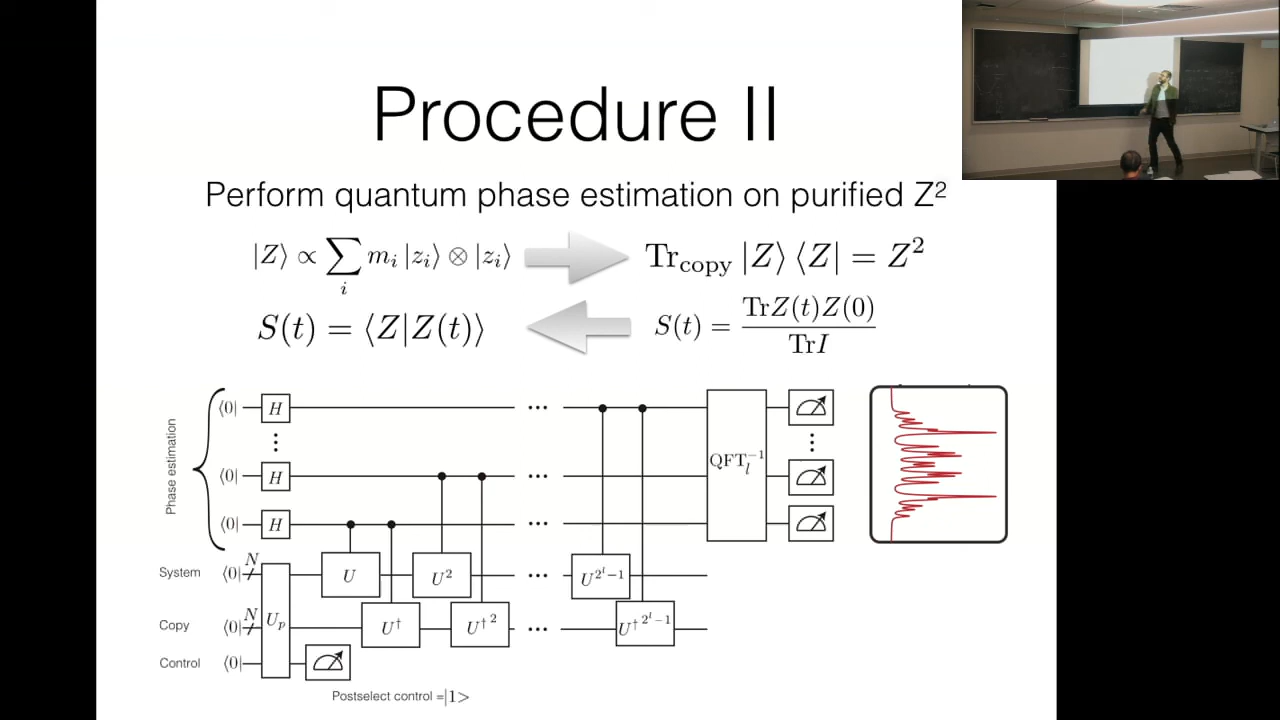 Procedure II
Perform quantum phase estimation on purified Z²
|Z⟩ ∝ ∑_i m_i |z_i⟩ ⊗ |z_i⟩
Tr_copy |Z⟩ ⟨Z| = Z²
S(t) = ⟨Z|Z(t)⟩
S(t) = TrZ(t)Z(0) / TrI
Phase estimation
⟨0| H ···
⋮ ⋮
⟨0| H ···
⟨0| H ···
QFT_l^{-1}
System ⟨0| N U U² ··· U^{2^l−1}
Copy ⟨0| N U_p U† U†² ··· U†^{2^l−1}
Control ⟨0|
Postselect control =|1>